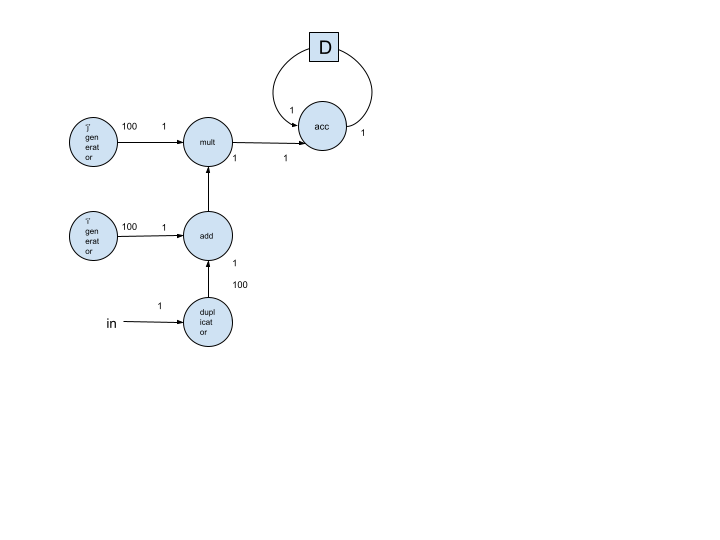 D
1
acc
1
100
1
gen
erat
or
mult
1
1
100
1
gen
erat
or
add
1
100
1
in
dupl
icat
or